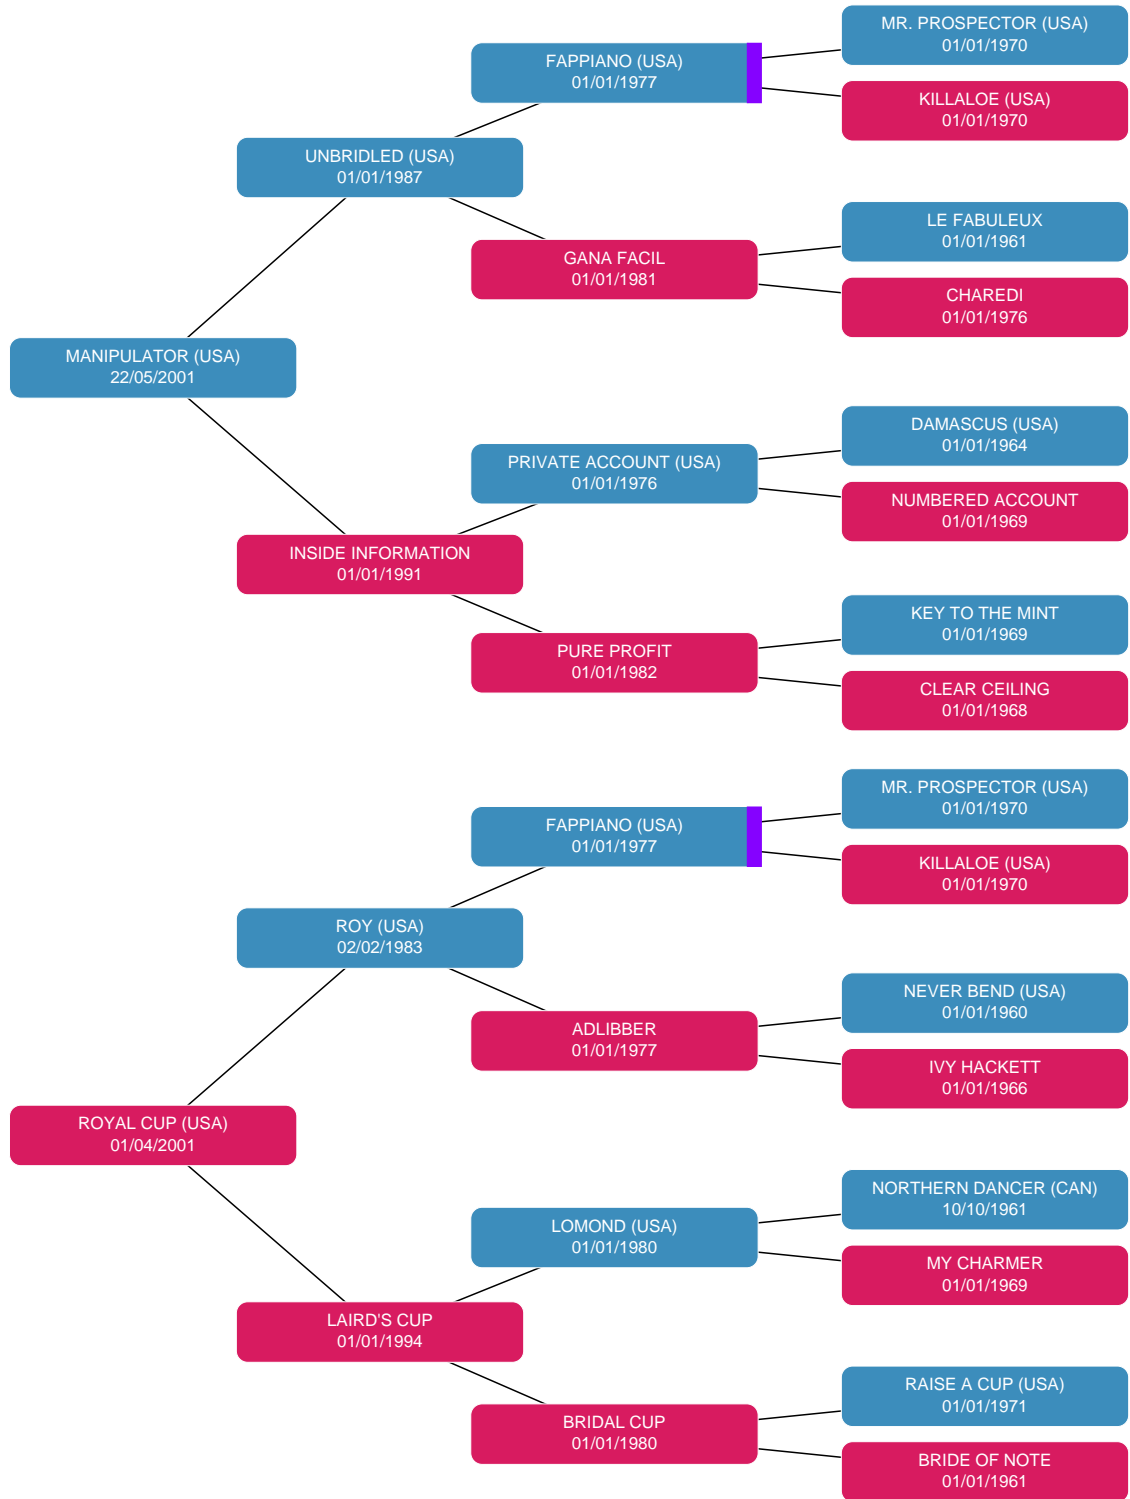 MR. PROSPECTOR (USA)
01/01/1970
FAPPIANO (USA)
01/01/1977
KILLALOE (USA)
01/01/1970
UNBRIDLED (USA)
01/01/1987
LE FABULEUX
01/01/1961
GANA FACIL
01/01/1981
CHAREDI
01/01/1976
MANIPULATOR (USA)
22/05/2001
DAMASCUS (USA)
01/01/1964
PRIVATE ACCOUNT (USA)
01/01/1976
NUMBERED ACCOUNT
01/01/1969
INSIDE INFORMATION
01/01/1991
KEY TO THE MINT
01/01/1969
PURE PROFIT
01/01/1982
CLEAR CEILING
01/01/1968
MR. PROSPECTOR (USA)
01/01/1970
FAPPIANO (USA)
01/01/1977
KILLALOE (USA)
01/01/1970
ROY (USA)
02/02/1983
NEVER BEND (USA)
01/01/1960
ADLIBBER
01/01/1977
IVY HACKETT
01/01/1966
ROYAL CUP (USA)
01/04/2001
NORTHERN DANCER (CAN)
10/10/1961
LOMOND (USA)
01/01/1980
MY CHARMER
01/01/1969
LAIRD'S CUP
01/01/1994
RAISE A CUP (USA)
01/01/1971
BRIDAL CUP
01/01/1980
BRIDE OF NOTE
01/01/1961